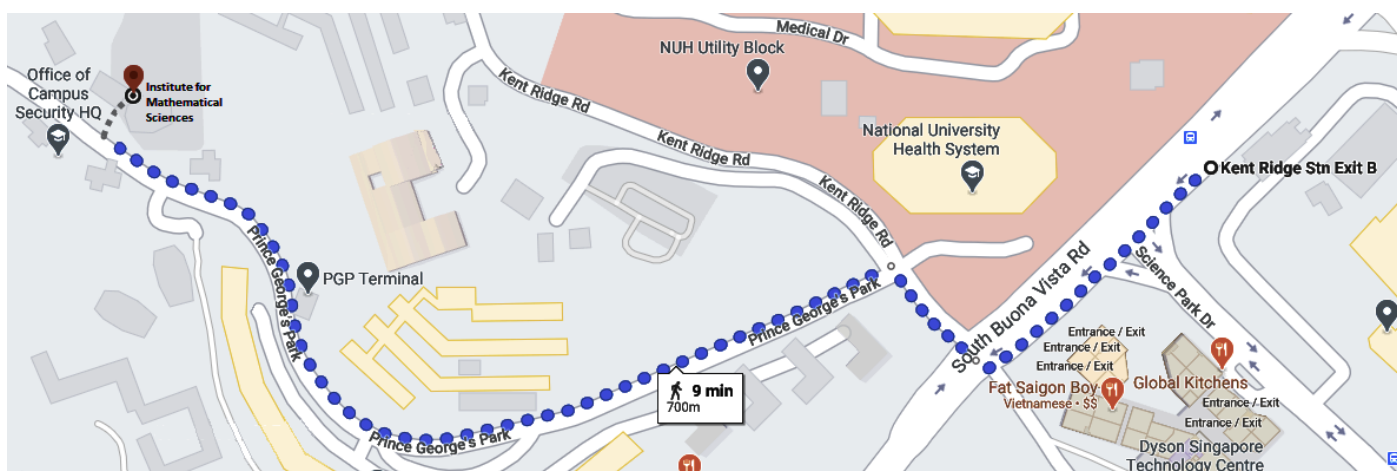 Medical Dr
NUH Utility Block
Office of
Campus
Security HQ
Institute for
Mathematical
Sciences
Kent Ridge Rd
Kent Ridge Rd
National University
Health System
Kent Ridge Stn Exit B
Kent Ridge Rd
Prince George's Park
PGP Terminal
Prince George's Park
South Buona Vista Rd
Science Park Dr
Entrance / Exit
Entrance / Exit
Entrance / Exit
9 min
700m
Fat Saigon Boy
Vietnamese • $$
Global Kitchens
Entrance / Exit
Entrance / Exit
Prince George's Park
Dyson Singapore
Technology Centre